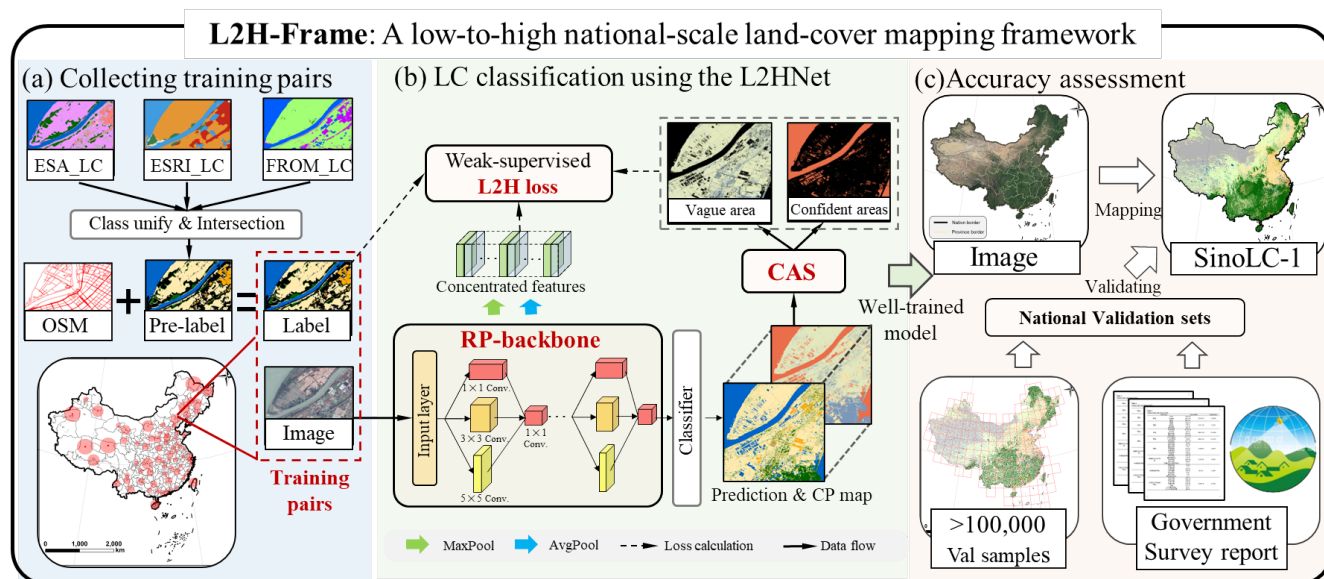 L2H-Frame: A low-to-high national-scale land-cover mapping framework
(a) Collecting training pairs
ESA_LC
ESRI_LC
FROM_LC
Class unify & Intersection
OSM
Pre-label
Label
Image
Training
pairs
0
1,000
2,000
km
(b) LC classification using the L2HNet
Weak-supervised
L2H loss
Vague area
Confident areas
Concentrated features
CAS
RP-backbone
Input layer
1×1 Conv.
3×3 Conv.
5×5 Conv.
1×1
Conv.
Classifier
Prediction & CP map
MaxPool
AvgPool
Loss calculation
Data flow
Well-trained
model
(c)Accuracy assessment
Nation border
Province border
Image
Mapping
SinoLC-1
Validating
National Validation sets
>100,000
Val samples
Government
Survey report